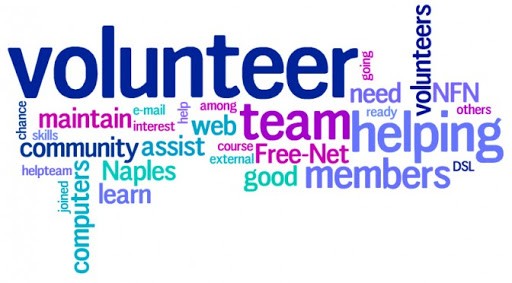 volunteer
going
volunteers
need
NFN
chance
maintain
e-mail
help
among
ready
others
skills
interest
web
team
helping
community
assist
course
external
Free-Net
helpteam
Naples
good
members
DSL
joined
computers
learn